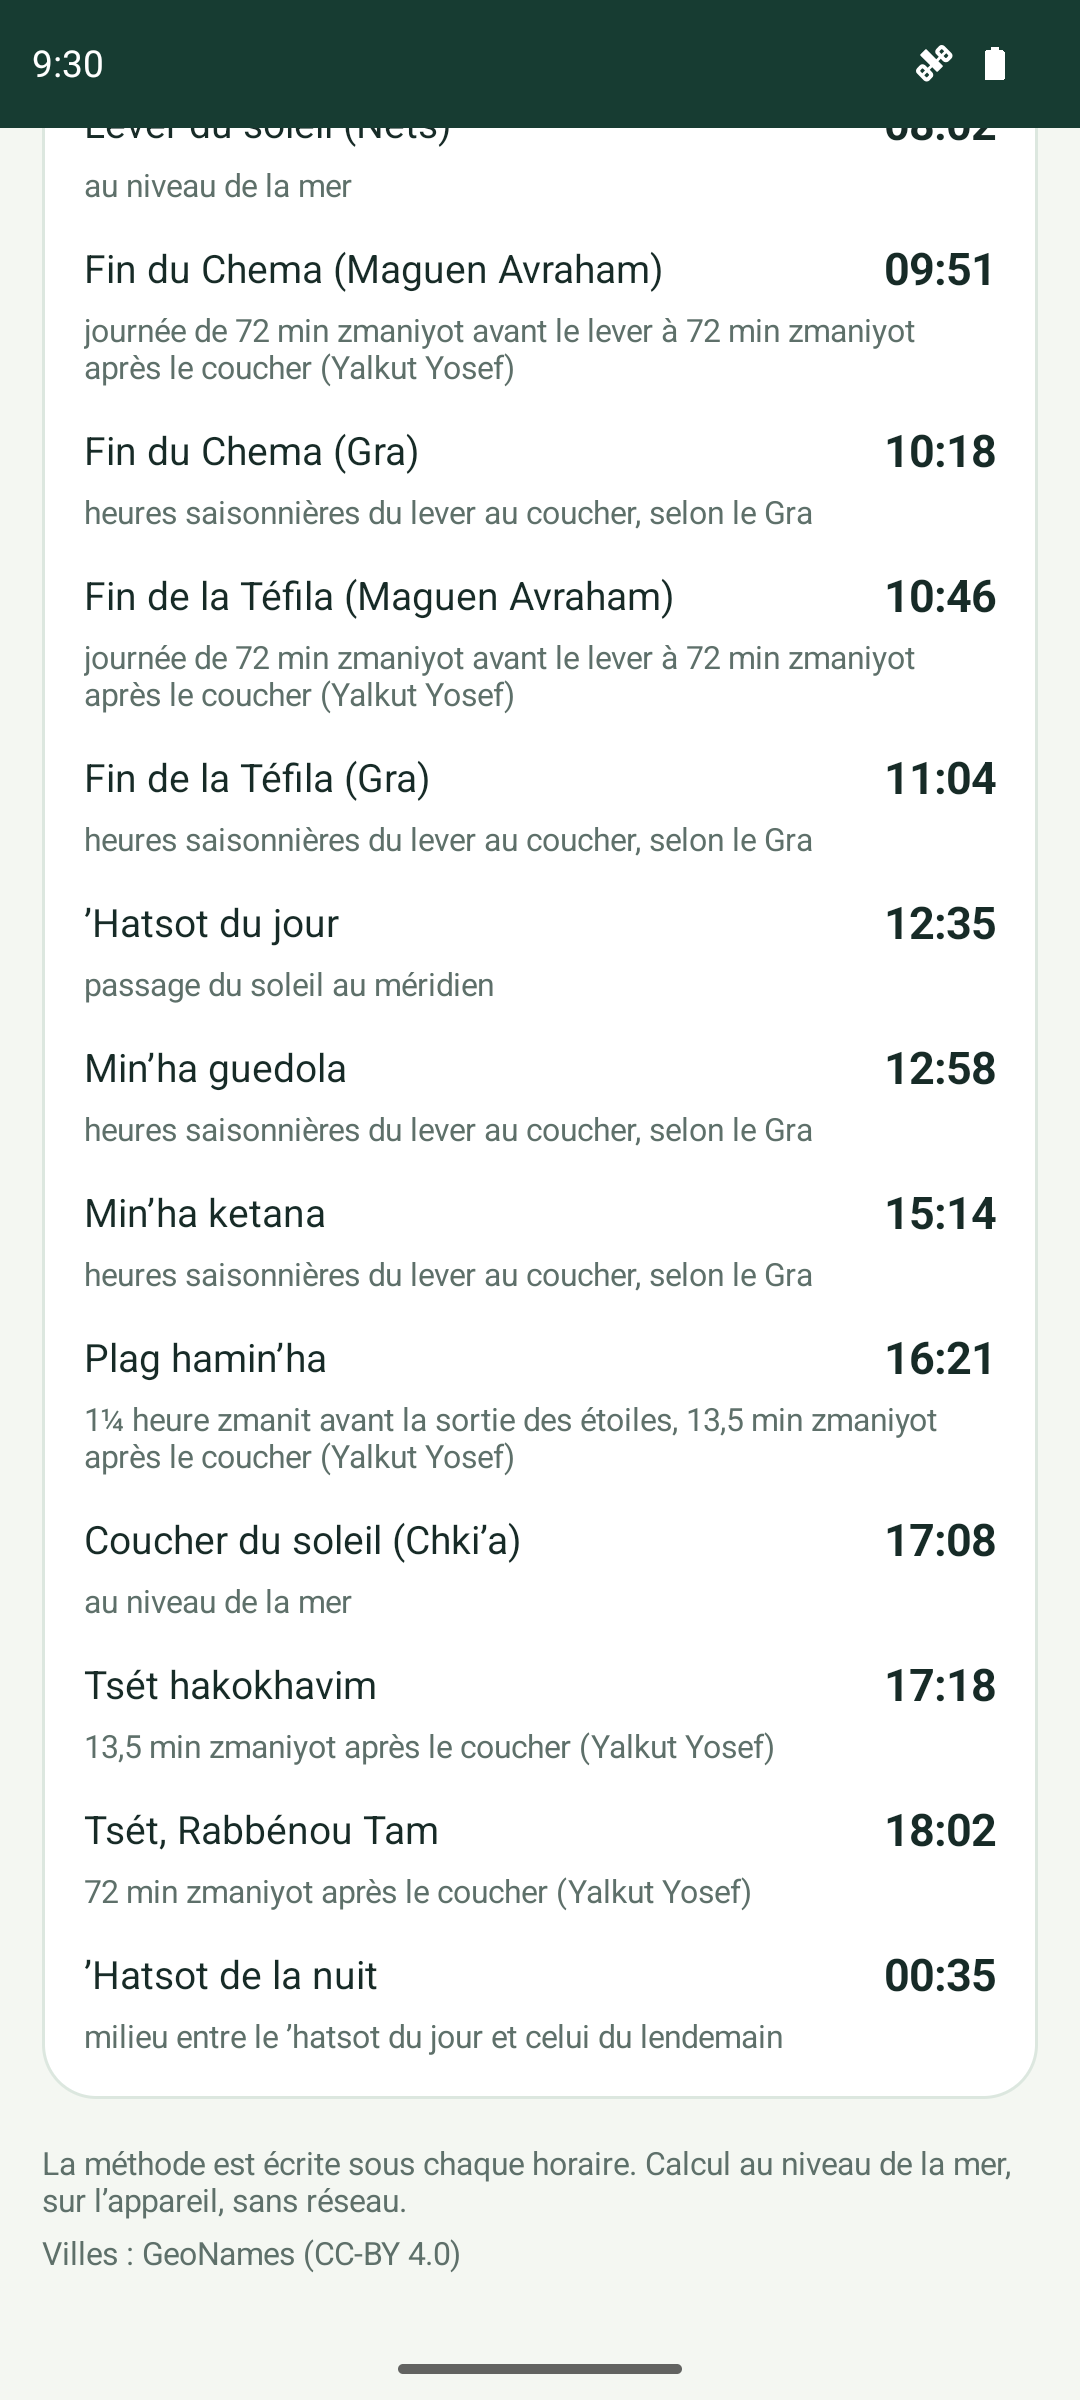 9:30
Lever du soleil (Nets) 08:02
au niveau de la mer
Fin du Chema (Maguen Avraham) 09:51
journée de 72 min zmaniyot avant le lever à 72 min zmaniyot
après le coucher (Yalkut Yosef)
Fin du Chema (Gra) 10:18
heures saisonnières du lever au coucher, selon le Gra
Fin de la Téfila (Maguen Avraham) 10:46
journée de 72 min zmaniyot avant le lever à 72 min zmaniyot
après le coucher (Yalkut Yosef)
Fin de la Téfila (Gra) 11:04
heures saisonnières du lever au coucher, selon le Gra
’Hatsot du jour 12:35
passage du soleil au méridien
Min’ha guedola 12:58
heures saisonnières du lever au coucher, selon le Gra
Min’ha ketana 15:14
heures saisonnières du lever au coucher, selon le Gra
Plag hamin’ha 16:21
1¼ heure zmanit avant la sortie des étoiles, 13,5 min zmaniyot
après le coucher (Yalkut Yosef)
Coucher du soleil (Chki’a) 17:08
au niveau de la mer
Tsét hakokhavim 17:18
13,5 min zmaniyot après le coucher (Yalkut Yosef)
Tsét, Rabbénou Tam 18:02
72 min zmaniyot après le coucher (Yalkut Yosef)
’Hatsot de la nuit 00:35
milieu entre le ’hatsot du jour et celui du lendemain
La méthode est écrite sous chaque horaire. Calcul au niveau de la mer,
sur l’appareil, sans réseau.
Villes : GeoNames (CC-BY 4.0)